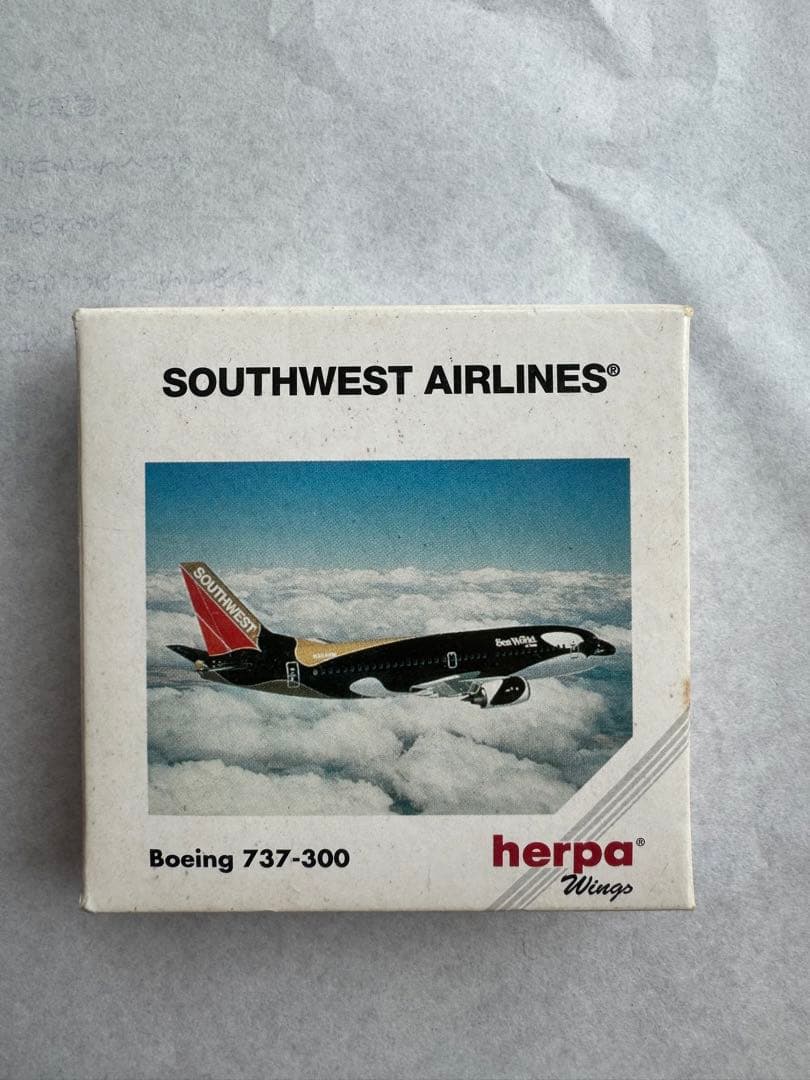 SOUTHWEST AIRLINES®
SOUTHWEST
Sea World
Boeing 737-300
herpa®
Wings